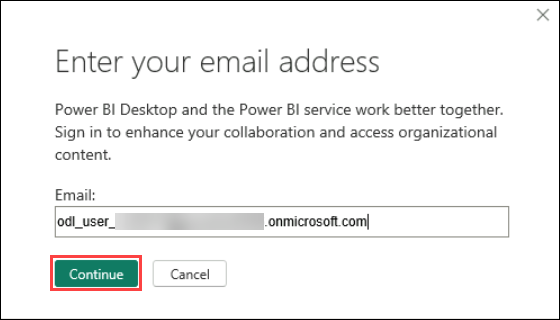 Enter your email address
Power BI Desktop and the Power BI service work better together.
Sign in to enhance your collaboration and access organizational
content.
Email:
odl_user_ .onmicrosoft.com
Continue Cancel